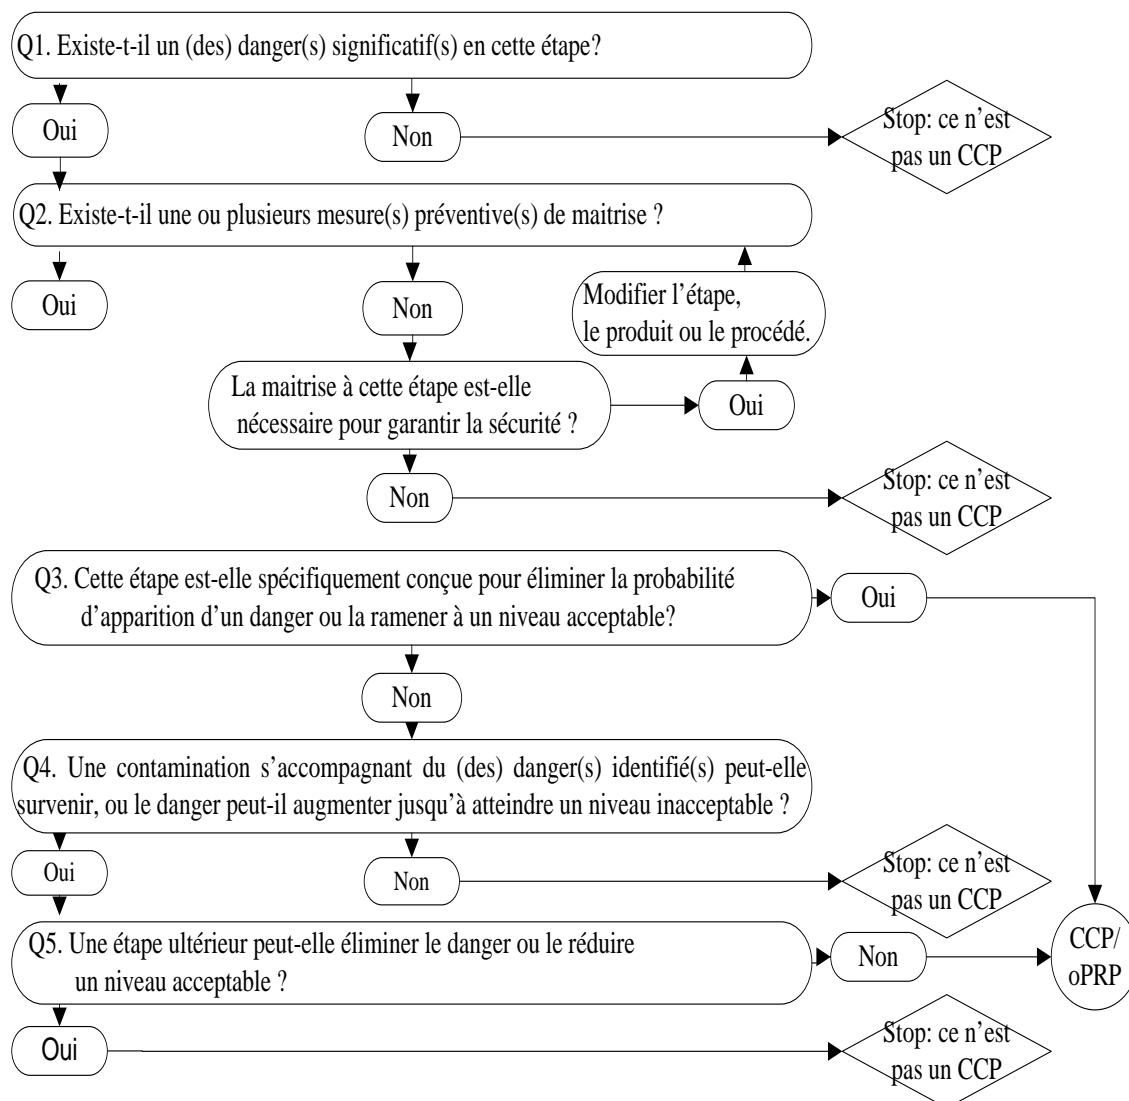 Q1. Existe-t-il un (des) danger(s) significatif(s) en cette étape?
Oui
Non
Stop: ce n’est
pas un CCP
Q2. Existe-t-il une ou plusieurs mesure(s) préventive(s) de maitrise ?
Oui
Non
Modifier l’étape,
le produit ou le procédé.
La maitrise à cette étape est-elle
nécessaire pour garantir la sécurité ?
Oui
Non
Stop: ce n’est
pas un CCP
Q3. Cette étape est-elle spécifiquement conçue pour éliminer la probabilité
d’apparition d’un danger ou la ramener à un niveau acceptable?
Oui
Non
Q4. Une contamination s’accompagnant du (des) danger(s) identifié(s) peut-elle
survenir, ou le danger peut-il augmenter jusqu’à atteindre un niveau inacceptable ?
Oui
Non
Stop: ce n’est
pas un CCP
Q5. Une étape ultérieur peut-elle éliminer le danger ou le réduire
un niveau acceptable ?
Non
CCP/
oPRP
Oui
Stop: ce n’est
pas un CCP